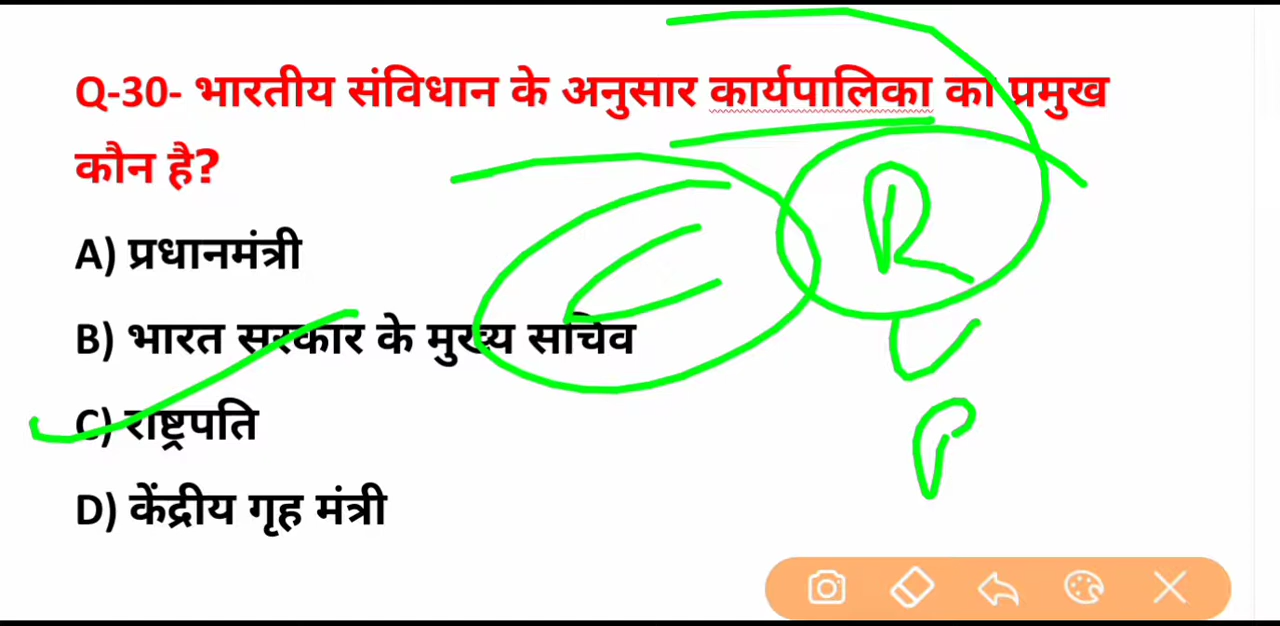 Q-30- भारतीय संविधान के अनुसार कार्यपालिका का प्रमुख
कौन है?
A) प्रधानमंत्री
B) भारत सरकार के मुख्य सचिव
C) राष्ट्रपति
D) केंद्रीय गृह मंत्री
R
P